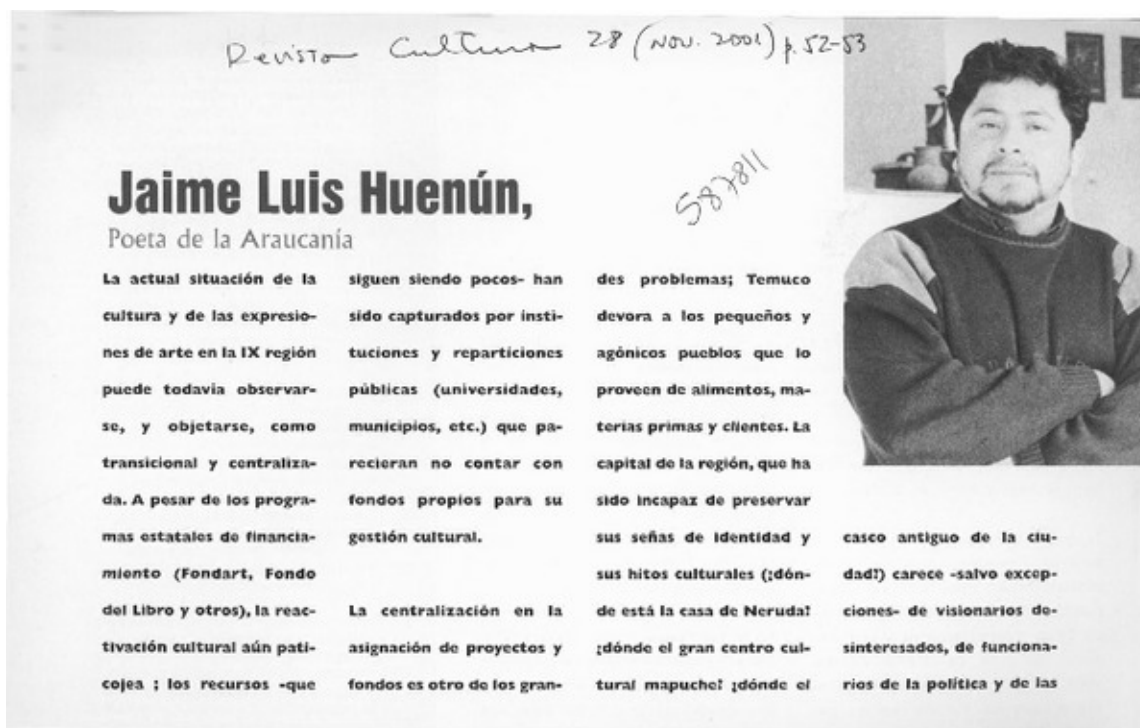 Revista Cultura 28 (NOV. 2001) p. 52-53
587811
Jaime Luis Huenún,
Poeta de la Araucanía
La actual situación de la
cultura y de las expresio-
nes de arte en la IX región
puede todavía observar-
se, y objetarse, como
transicional y centraliza-
da. A pesar de los progra-
mas estatales de financia-
miento (Fondart, Fondo
del Libro y otros), la reac-
tivación cultural aún pati-
cojea ; los recursos -que
siguen siendo pocos- han
sido capturados por insti-
tuciones y reparticiones
públicas (universidades,
municipios, etc.) que pa-
recieran no contar con
fondos propios para su
gestión cultural.
La centralización en la
asignación de proyectos y
fondos es otro de los gran-
des problemas; Temuco
devora a los pequeños y
agónicos pueblos que lo
proveen de alimentos, ma-
terias primas y clientes. La
capital de la región, que ha
sido incapaz de preservar
sus señas de identidad y
sus hitos culturales (¿dón-
de está la casa de Neruda?
¿dónde el gran centro cul-
tural mapuche? ¿dónde el
casco antiguo de la ciu-
dad?) carece -salvo excep-
ciones- de visionarios de-
sinteresados, de funciona-
rios de la política y de las